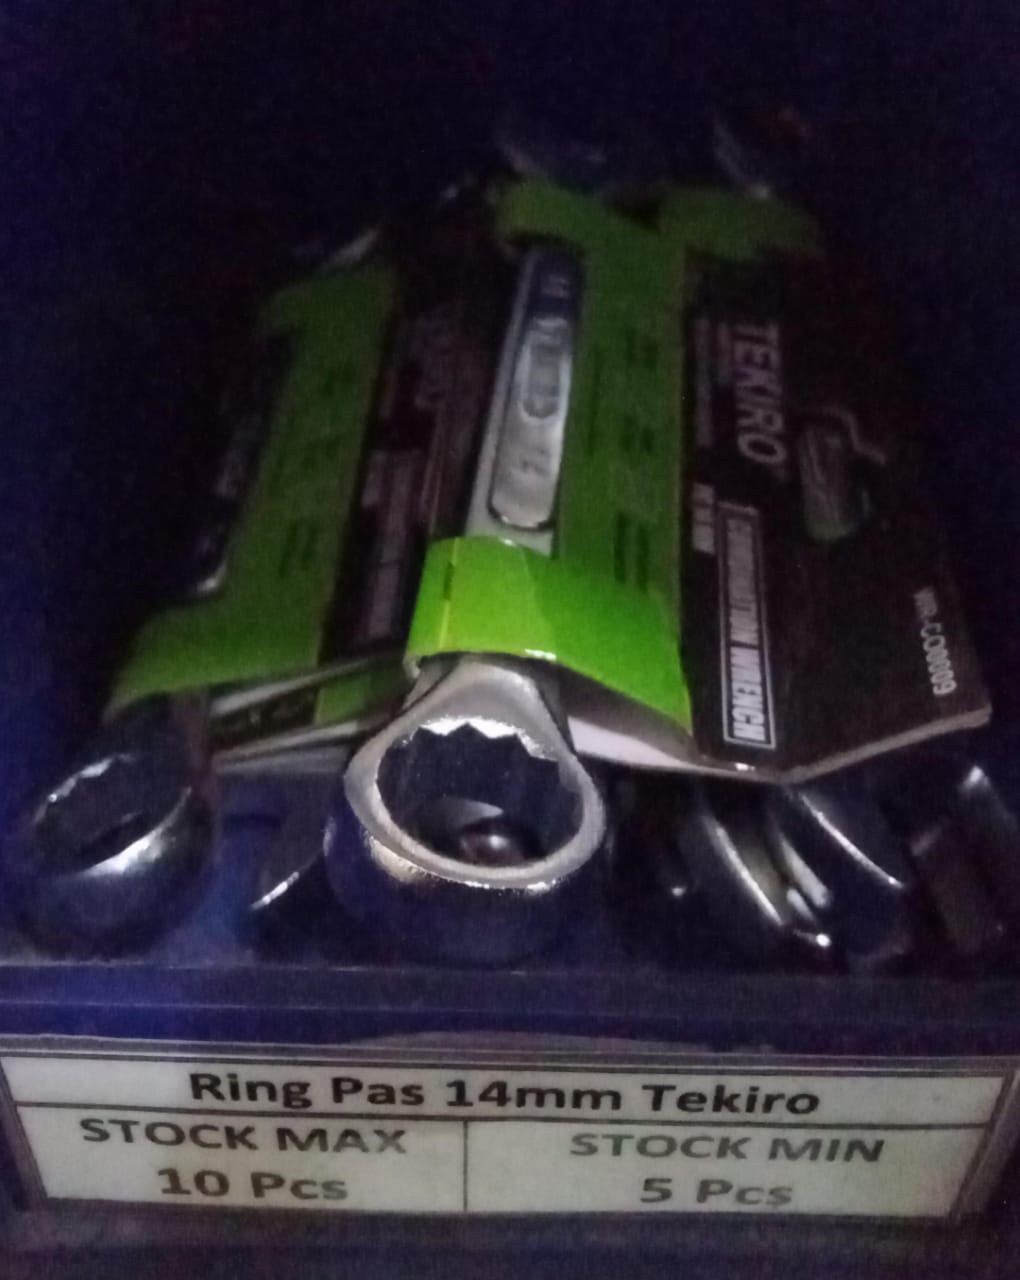 TEKIRO
COMBINATION WRENCH
WR-CO0009
Ring Pas 14mm Tekiro
STOCK MAX
STOCK MIN
10 Pcs
5 Pcs